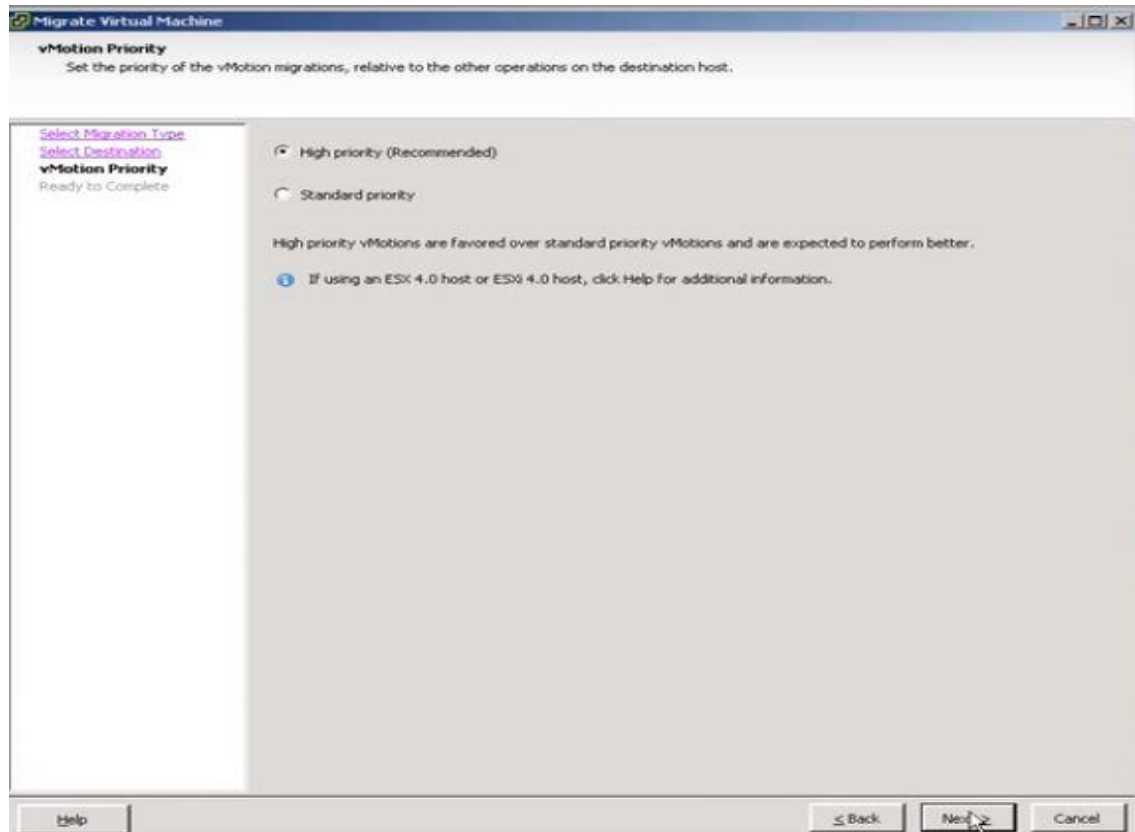 Migrate Virtual Machine
vMotion Priority
Set the priority of the vMotion migrations, relative to the other operations on the destination host.
Select Migration Type
Select Destination
vMotion Priority
Ready to Complete
High priority (Recommended)
Standard priority
High priority vMotions are favored over standard priority vMotions and are expected to perform better.
If using an ESX 4.0 host or ESXi 4.0 host, click Help for additional information.
Help
≤ Back
Next ≥
Cancel